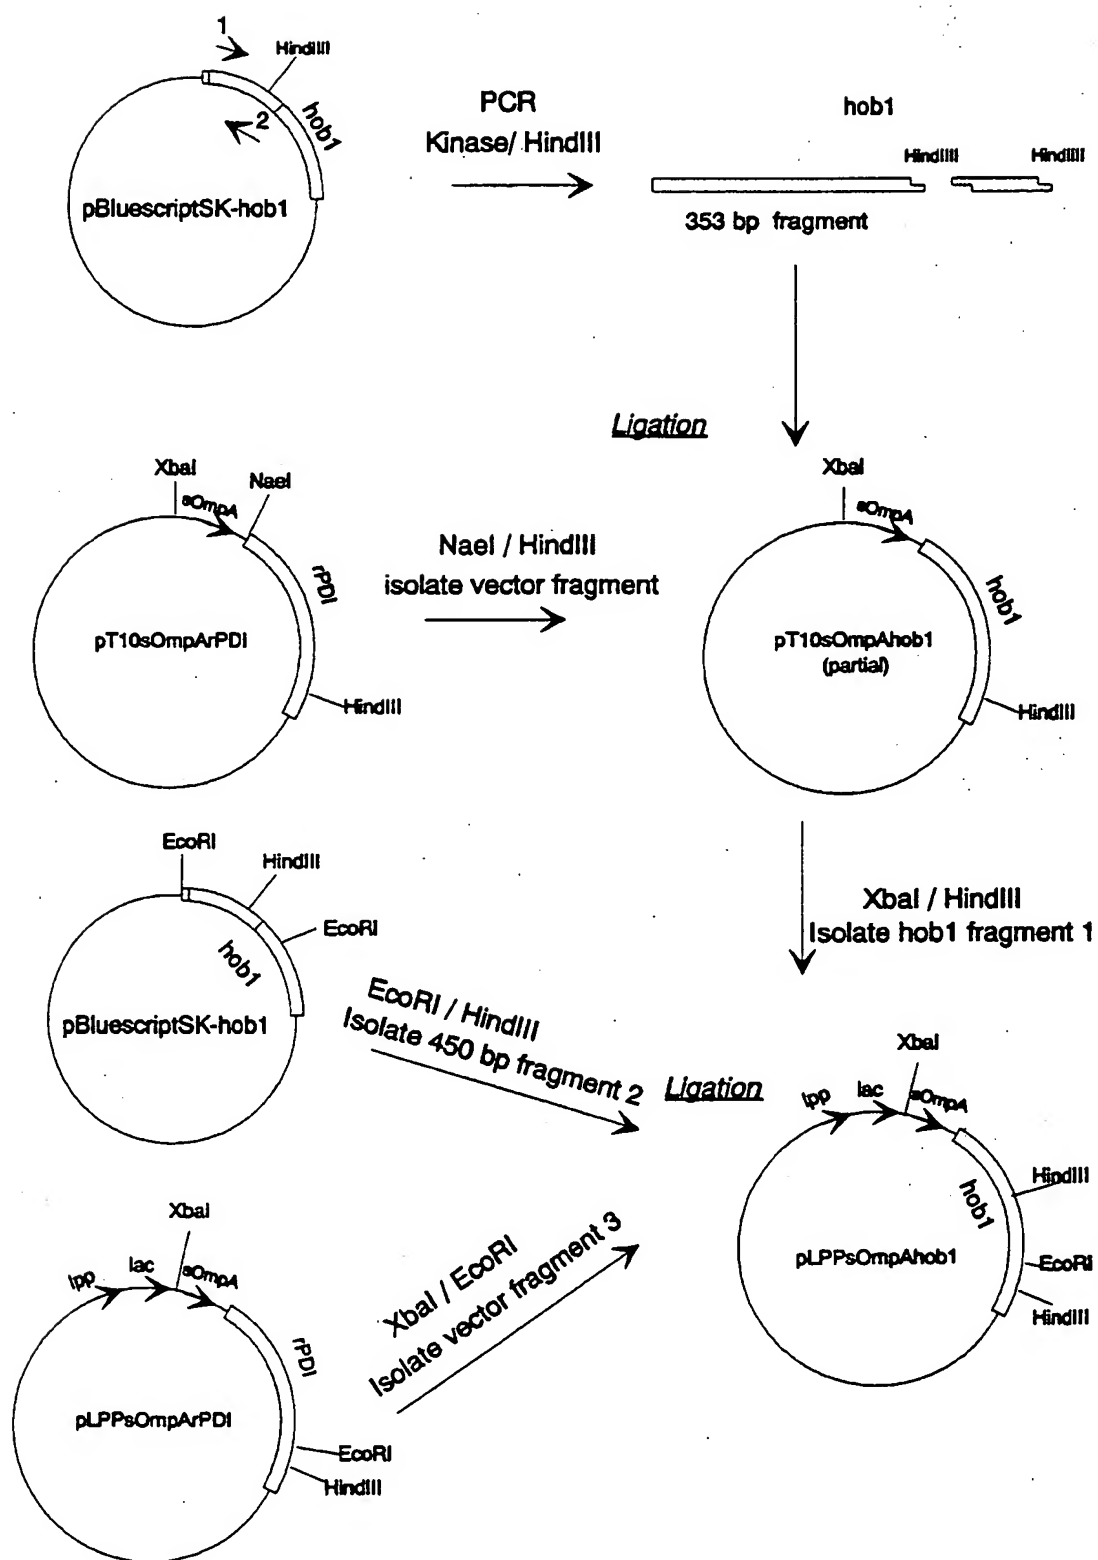 1
HindIII
2
hob1
pBluescriptSK-hob1
PCR
Kinase/ HindIII
hob1
HindIII
HindIII
353 bp fragment
Ligation
XbaI
sOmpA
NaeI
rPDI
pT10sOmpArPDI
HindIII
NaeI / HindIII
isolate vector fragment
XbaI
sOmpA
hob1
pT10sOmpAhob1
(partial)
HindIII
EcoRI
HindIII
EcoRI
hob1
pBluescriptSK-hob1
EcoRI / HindIII
Isolate 450 bp fragment 2
XbaI / HindIII
Isolate hob1 fragment 1
Ligation
XbaI
lpp
lac
sOmpA
hob1
HindIII
pLPPsOmpAhob1
EcoRI
HindIII
XbaI
lpp
lac
sOmpA
rPDI
pLPPsOmpArPDI
EcoRI
HindIII
XbaI / EcoRI
Isolate vector fragment 3